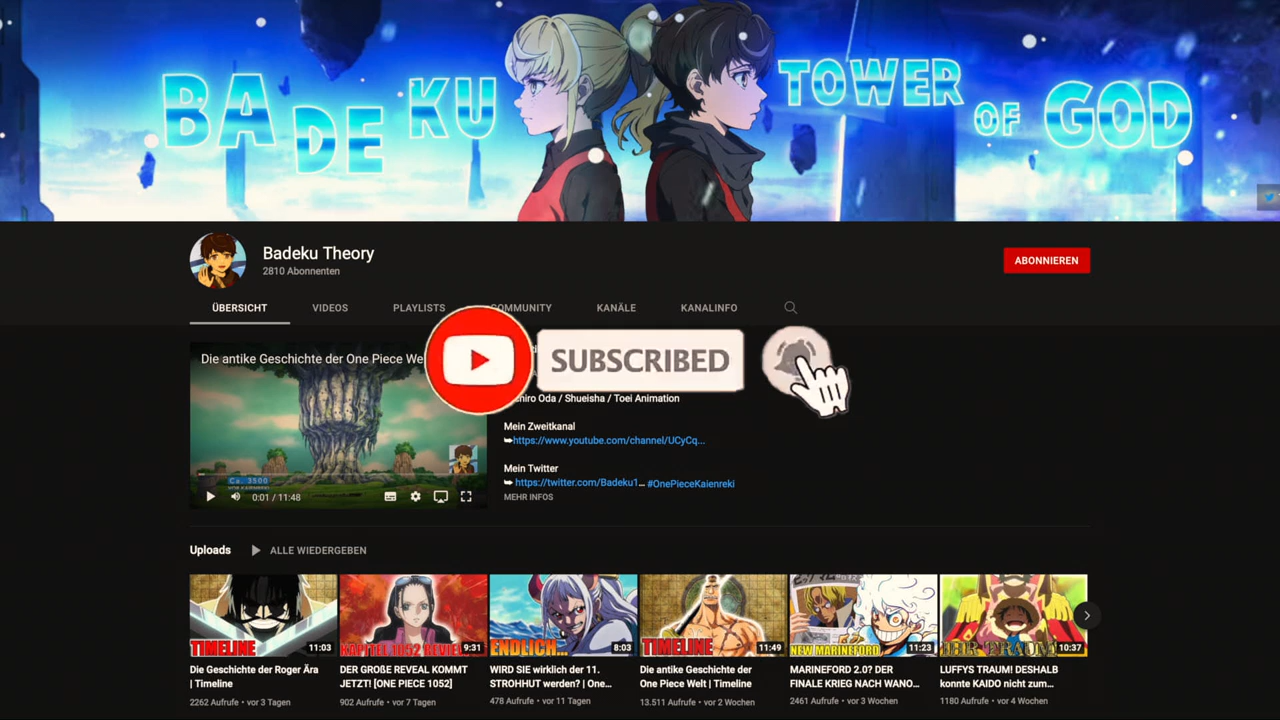 BADEKU TOWER OF GOD
Badeku Theory
2810 Abonnenten
ABONNIEREN
ÜBERSICHT VIDEOS PLAYLISTS COMMUNITY KANÄLE KANALINFO
Die antike Geschichte der One Piece We
SUBSCRIBED
hiro Oda / Shueisha / Toei Animation
Mein Zweitkanal
➥https://www.youtube.com/channel/UCyCq...
Mein Twitter
➥ https://twitter.com/Badeku1... #OnePieceKaienreki
MEHR INFOS
Ca. 3500
0:01 / 11:48
Uploads ALLE WIEDERGEBEN
TIMELINE 11:03
KAPITEL 1052 REVIEW 9:31
ENDLICH... 8:03
TIMELINE 11:49
NEW MARINEFORD 11:23
IHR TRAUM 10:37
Die Geschichte der Roger Ära
| Timeline
2262 Aufrufe • vor 3 Tagen
DER GROßE REVEAL KOMMT
JETZT! [ONE PIECE 1052]
902 Aufrufe • vor 7 Tagen
WIRD SIE wirklich der 11.
STROHHUT werden? | One...
478 Aufrufe • vor 11 Tagen
Die antike Geschichte der
One Piece Welt | Timeline
13.511 Aufrufe • vor 2 Wochen
MARINEFORD 2.0? DER
FINALE KRIEG NACH WANO...
2461 Aufrufe • vor 3 Wochen
LUFFYS TRAUM! DESHALB
konnte KAIDO nicht zum...
1180 Aufrufe • vor 4 Wochen